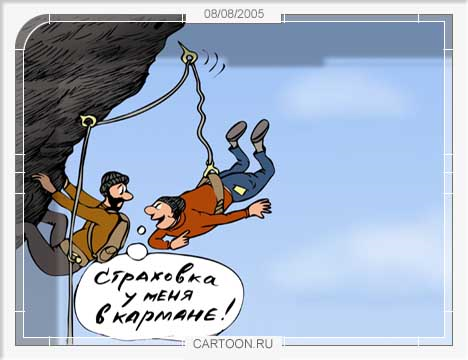 08/08/2005
СТРАХОВКА
У МЕНЯ
В КАРМАНЕ!
CARTOON.RU